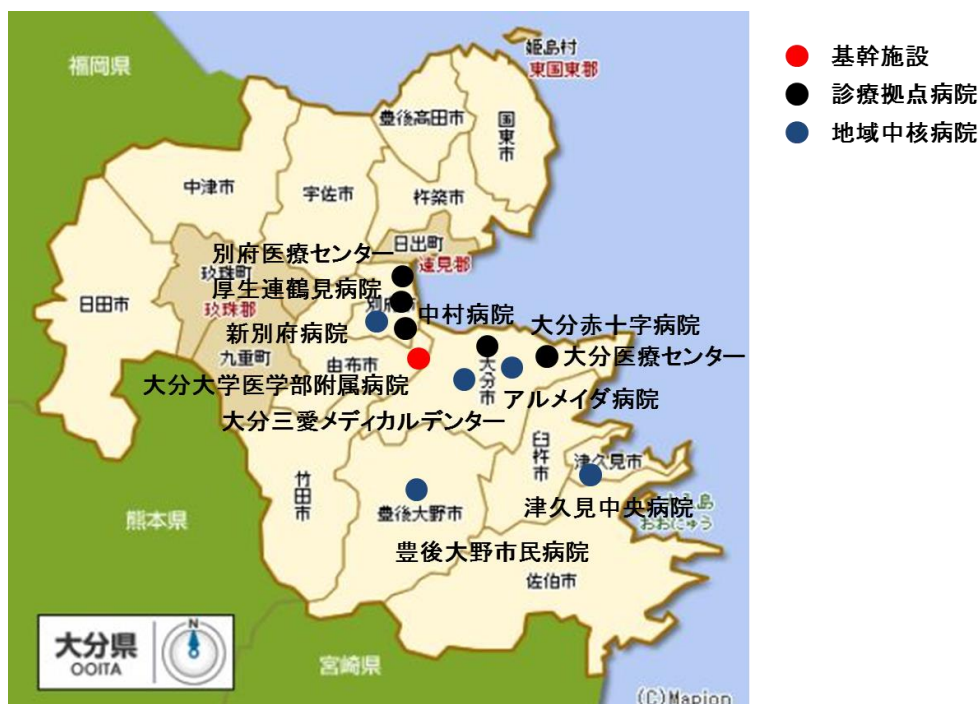 姫島村
東国東郡
福岡県
豊後高田市
国東市
中津市
宇佐市
杵築市
日出町
速見郡
別府医療センター
玖珠町
厚生連鶴見病院
玖珠郡
日田市
中村病院
新別府病院
大分赤十字病院
九重町
由布市
大分市
大分医療センター
大分大学医学部附属病院
アルメイダ病院
大分三愛メディカルデンター
臼杵市
津久見市
竹田市
熊本県
豊後大野市
津久見中央病院
島
おおにゅう
豊後大野市民病院
佐伯市
大分県
OOITA
N
宮崎県
(C)Mapion
基幹施設
診療拠点病院
地域中核病院